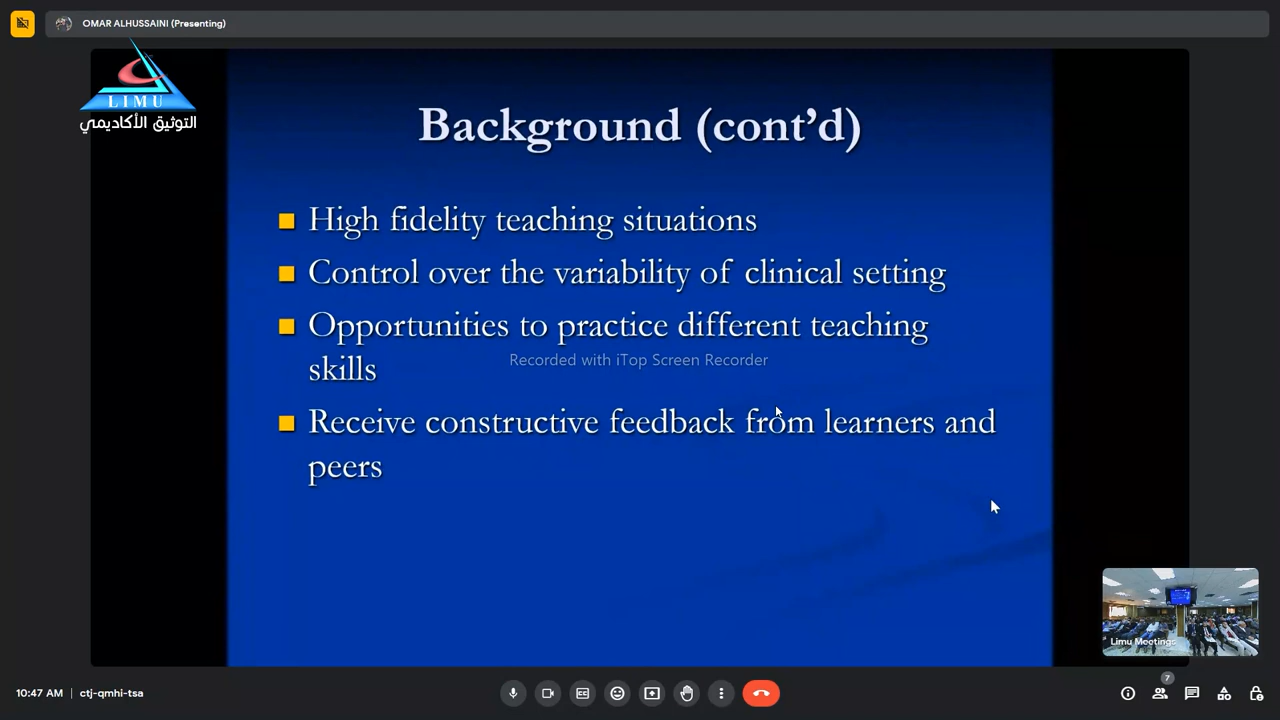 OMAR ALHUSSAINI (Presenting)
LIMU
التوثيق الأكاديمي
Background (cont’d)
High fidelity teaching situations
Control over the variability of clinical setting
Opportunities to practice different teaching
skills
Recorded with iTop Screen Recorder
Receive constructive feedback from learners and
peers
Limu Meetings
7
10:47 AM | ctj-qmhi-tsa